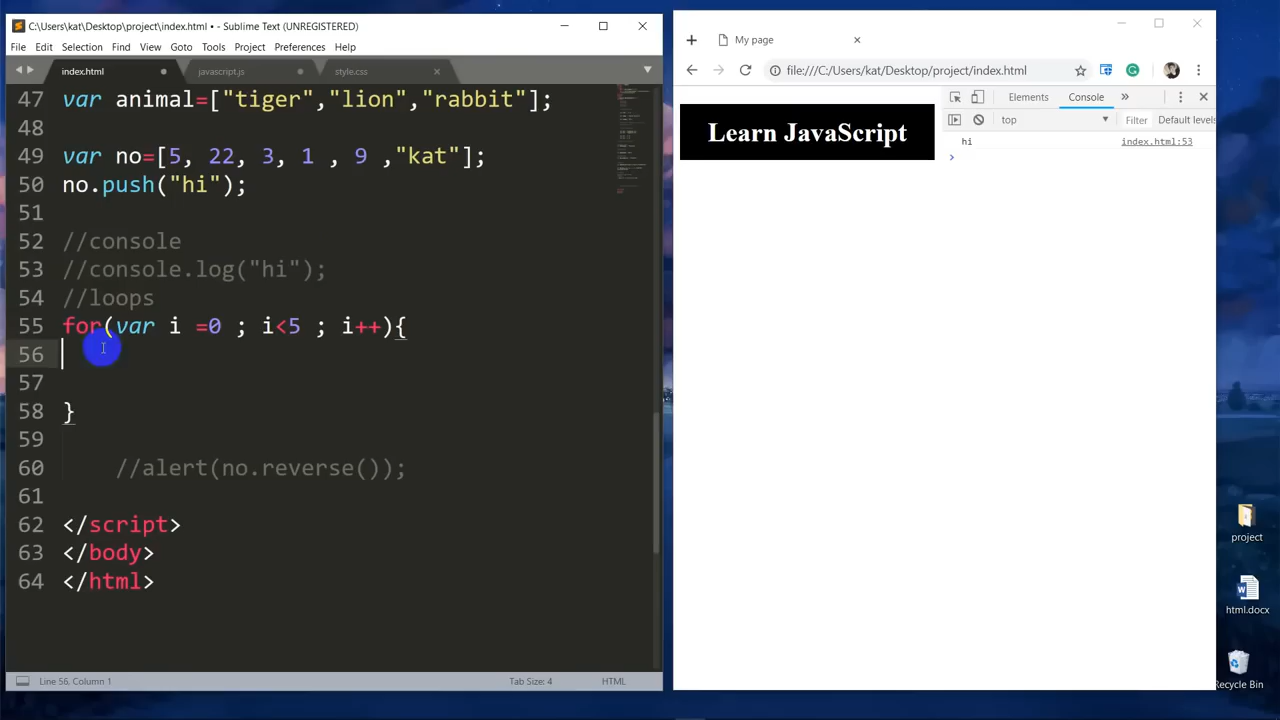 C:\Users\kat\Desktop\project\index.html • - Sublime Text (UNREGISTERED)
File Edit Selection Find View Goto Tools Project Preferences Help
index.html javascript.js style.css
47 var animal=["tiger","lion","rabbit"];
48
49 var no=[5, 22, 3, 1 , 9 ,"kat"];
50 no.push("hi");
51
52 //console
53 //console.log("hi");
54 //loops
55 for(var i =0 ; i<5 ; i++){
56
57
58 }
59
60 //alert(no.reverse());
61
62 </script>
63 </body>
64 </html>
Line 56, Column 1 Tab Size: 4 HTML
My page
file:///C:/Users/kat/Desktop/project/index.html
Learn JavaScript
Elements Console »
top Filter Default levels
hi index.html:53
project
html.docx
Recycle Bin